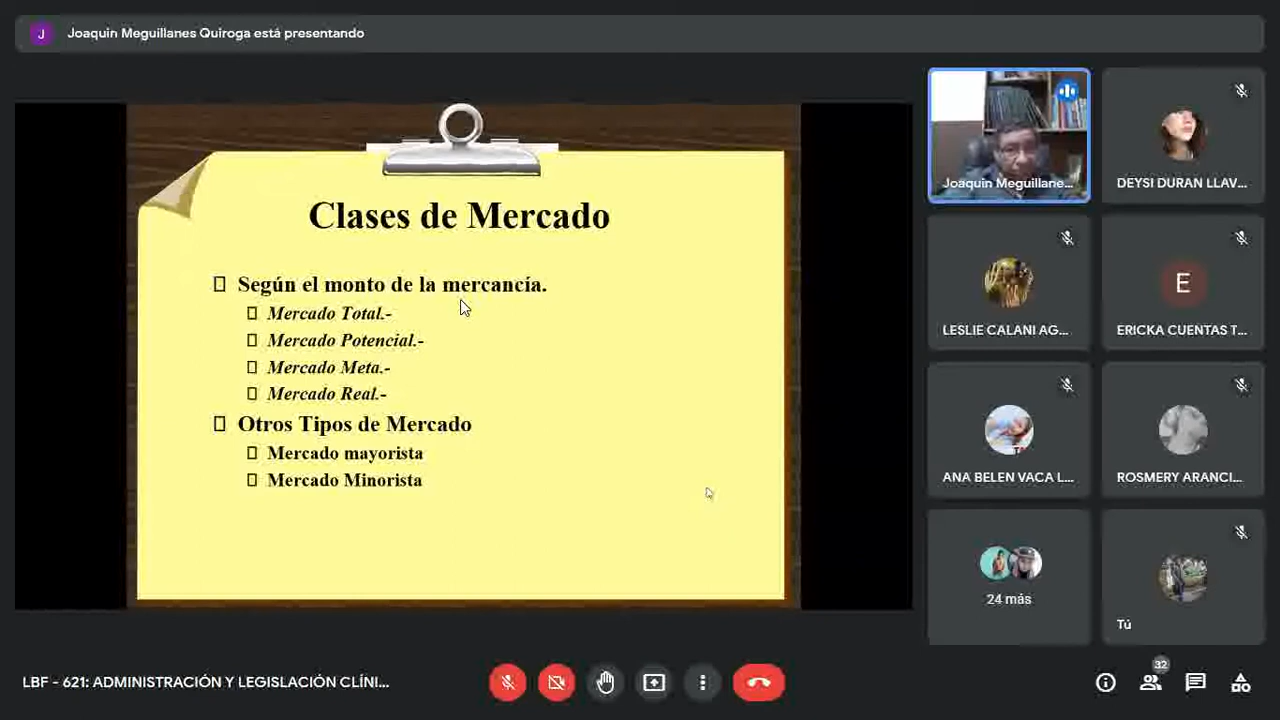 J
Joaquin Meguillanes Quiroga está presentando
Clases de Mercado
Según el monto de la mercancía.
Mercado Total.-
Mercado Potencial.-
Mercado Meta.-
Mercado Real.-
Otros Tipos de Mercado
Mercado mayorista
Mercado Minorista
Joaquin Meguillane...
DEYSI DURAN LLAV...
LESLIE CALANI AG...
E
ERICKA CUENTAS T...
ANA BELEN VACA L...
ROSMERY ARANCI...
24 más
Tú
LBF - 621: ADMINISTRACIÓN Y LEGISLACIÓN CLÍNI...
32